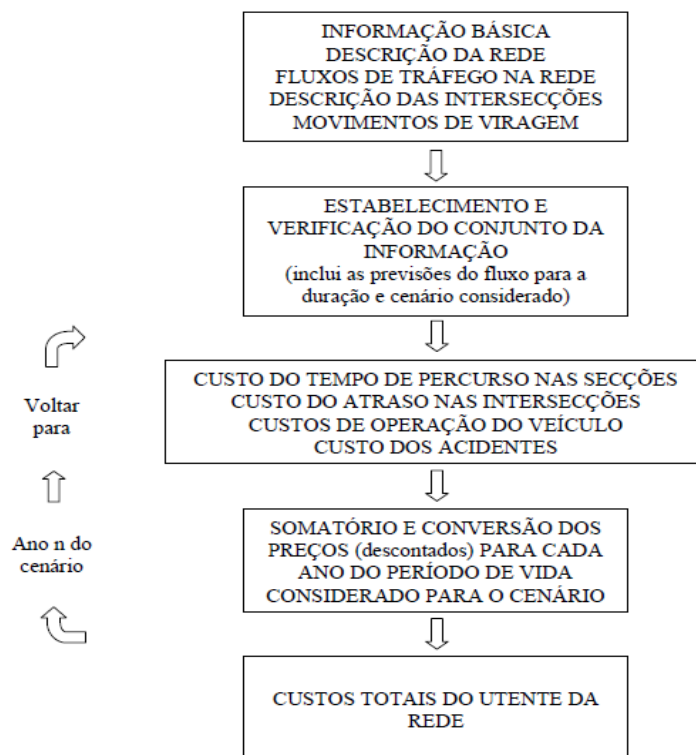 INFORMAÇÃO BÁSICA
DESCRIÇÃO DA REDE
FLUXOS DE TRÁFEGO NA REDE
DESCRIÇÃO DAS INTERSECÇÕES
MOVIMENTOS DE VIRAGEM
ESTABELECIMENTO E
VERIFICAÇÃO DO CONJUNTO DA
INFORMAÇÃO
(inclui as previsões do fluxo para a
duração e cenário considerado)
CUSTO DO TEMPO DE PERCURSO NAS SECÇÕES
CUSTO DO ATRASO NAS INTERSECÇÕES
CUSTOS DE OPERAÇÃO DO VEÍCULO
CUSTO DOS ACIDENTES
Voltar
para
Ano n do
cenário
SOMATÓRIO E CONVERSÃO DOS
PREÇOS (descontados) PARA CADA
ANO DO PERÍODO DE VIDA
CONSIDERADO PARA O CENÁRIO
CUSTOS TOTAIS DO UTENTE DA
REDE